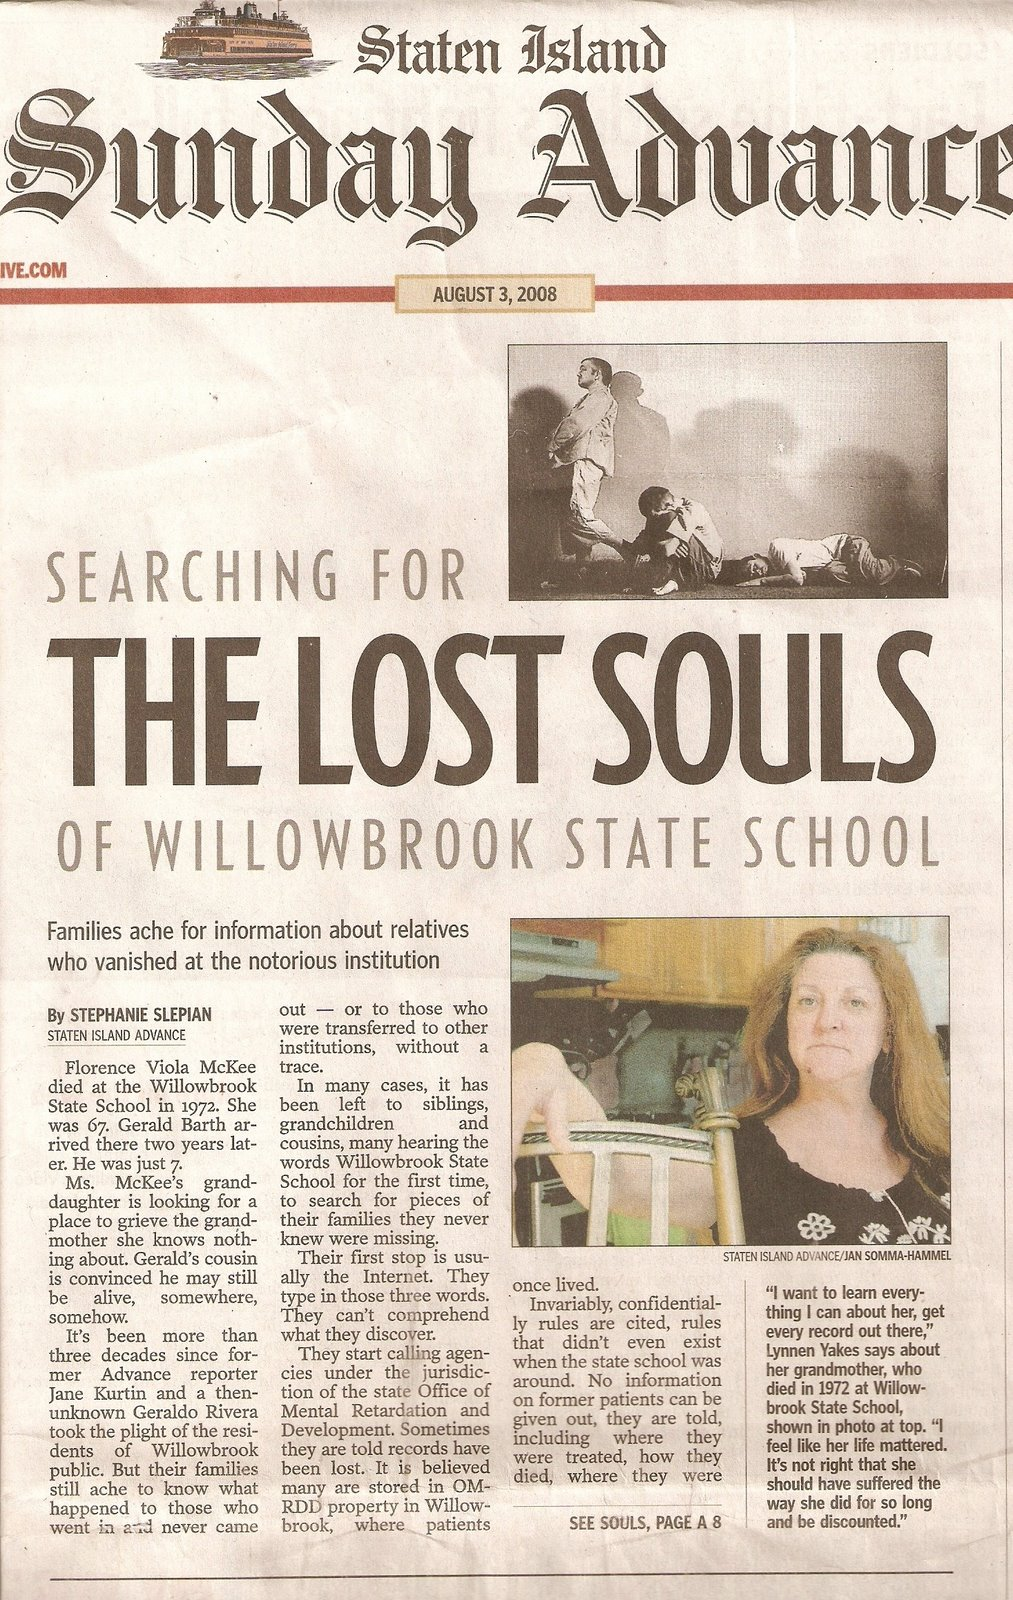 Staten Island
Sunday Advance
IVE.COM
AUGUST 3, 2008
SEARCHING FOR
THE LOST SOULS
OF WILLOWBROOK STATE SCHOOL
Families ache for information about relatives
who vanished at the notorious institution
By STEPHANIE SLEPIAN
STATEN ISLAND ADVANCE
Florence Viola McKee
died at the Willowbrook
State School in 1972. She
was 67. Gerald Barth ar-
rived there two years lat-
er. He was just 7.
Ms. McKee's grand-
daughter is looking for a
place to grieve the grand-
mother she knows noth-
ing about. Gerald's cousin
is convinced he may still
be alive, somewhere,
somehow.
It's been more than
three decades since for-
mer Advance reporter
Jane Kurtin and a then-
unknown Geraldo Rivera
took the plight of the resi-
dents of Willowbrook
public. But their families
still ache to know what
happened to those who
went in and never came
out — or to those who
were transferred to other
institutions, without a
trace.
In many cases, it has
been left to siblings,
grandchildren and
cousins, many hearing the
words Willowbrook State
School for the first time,
to search for pieces of
their families they never
knew were missing.
Their first stop is usu-
ally the Internet. They
type in those three words.
They can't comprehend
what they discover.
They start calling agen-
cies under the jurisdic-
tion of the state Office of
Mental Retardation and
Development. Sometimes
they are told records have
been lost. It is believed
many are stored in OM-
RDD property in Willow-
brook, where patients
STATEN ISLAND ADVANCE/JAN SOMMA-HAMMEL
once lived.
Invariably, confidential-
ly rules are cited, rules
that didn't even exist
when the state school was
around. No information
on former patients can be
given out, they are told,
including where they
were treated, how they
died, where they were
SEE SOULS, PAGE A 8
"I want to learn every-
thing I can about her, get
every record out there,"
Lynnen Yakes says about
her grandmother, who
died in 1972 at Willow-
brook State School,
shown in photo at top. "I
feel like her life mattered.
It's not right that she
should have suffered the
way she did for so long
and be discounted."